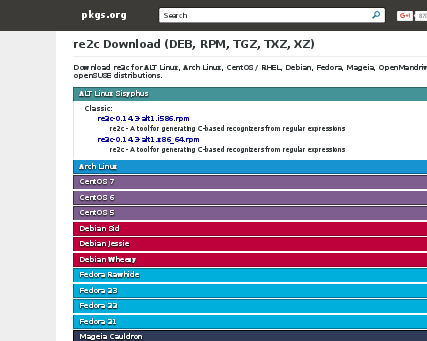 pkgs.org
Search
re2c Download (DEB, RPM, TGZ, TXZ, XZ)
Download re2c for ALT Linux, Arch Linux, CentOS / RHEL, Debian, Fedora, Mageia, OpenMandriv
openSUSE distributions.
ALT Linux Sisyphus
Classic:
re2c-0.14.3-alt1.i586.rpm
re2c - A tool for generating C-based recognizers from regular expressions
re2c-0.14.3-alt1.x86_64.rpm
re2c - A tool for generating C-based recognizers from regular expressions
Arch Linux
CentOS 7
CentOS 6
CentOS 5
Debian Sid
Debian Jessie
Debian Wheezy
Fedora Rawhide
Fedora 23
Fedora 22
Fedora 21
Mageia Cauldron